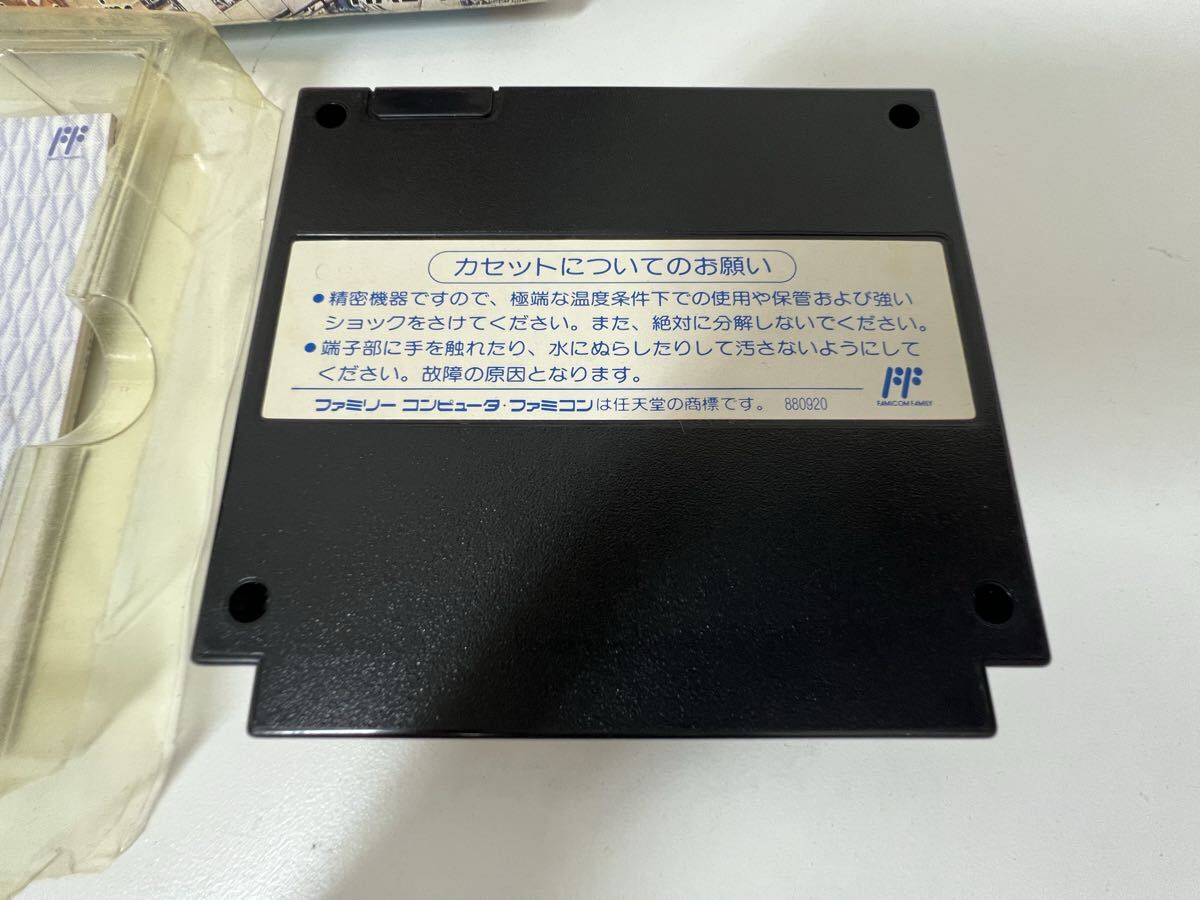 カセットについてのお願い
●精密機器ですので、極端な温度条件下での使用や保管および強い
ショックをさけてください。また、絶対に分解しないでください。
●端子部に手を触れたり、水にぬらしたりして汚さないようにして
ください。故障の原因となります。
ファミリー コンピュータ・ファミコンは任天堂の商標です。 880920
FAMICOM FAMILY